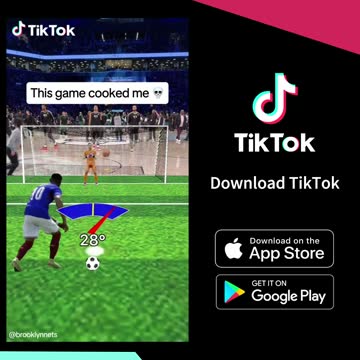 TikTok
This game cooked me 💀
28°
@brooklynnets
TikTok
Download TikTok
Download on the
App Store
GET IT ON
Google Play